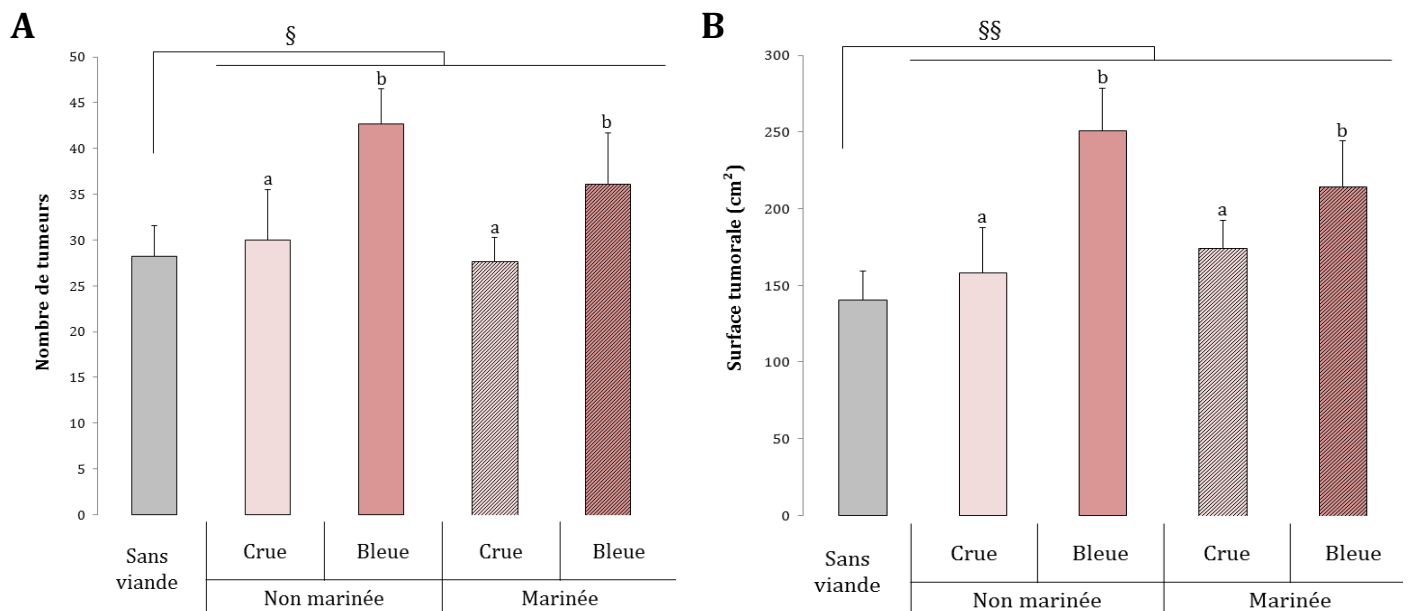 A
§
50
45
40
35
30
25
20
15
10
5
0
Nombre de tumeurs
a
b
a
b
Sans
viande
Crue
Bleue
Crue
Bleue
Non marinée
Marinée
B
§§
300
250
200
150
100
50
0
Surface tumorale (cm²)
a
b
a
b
Sans
viande
Crue
Bleue
Crue
Bleue
Non marinée
Marinée